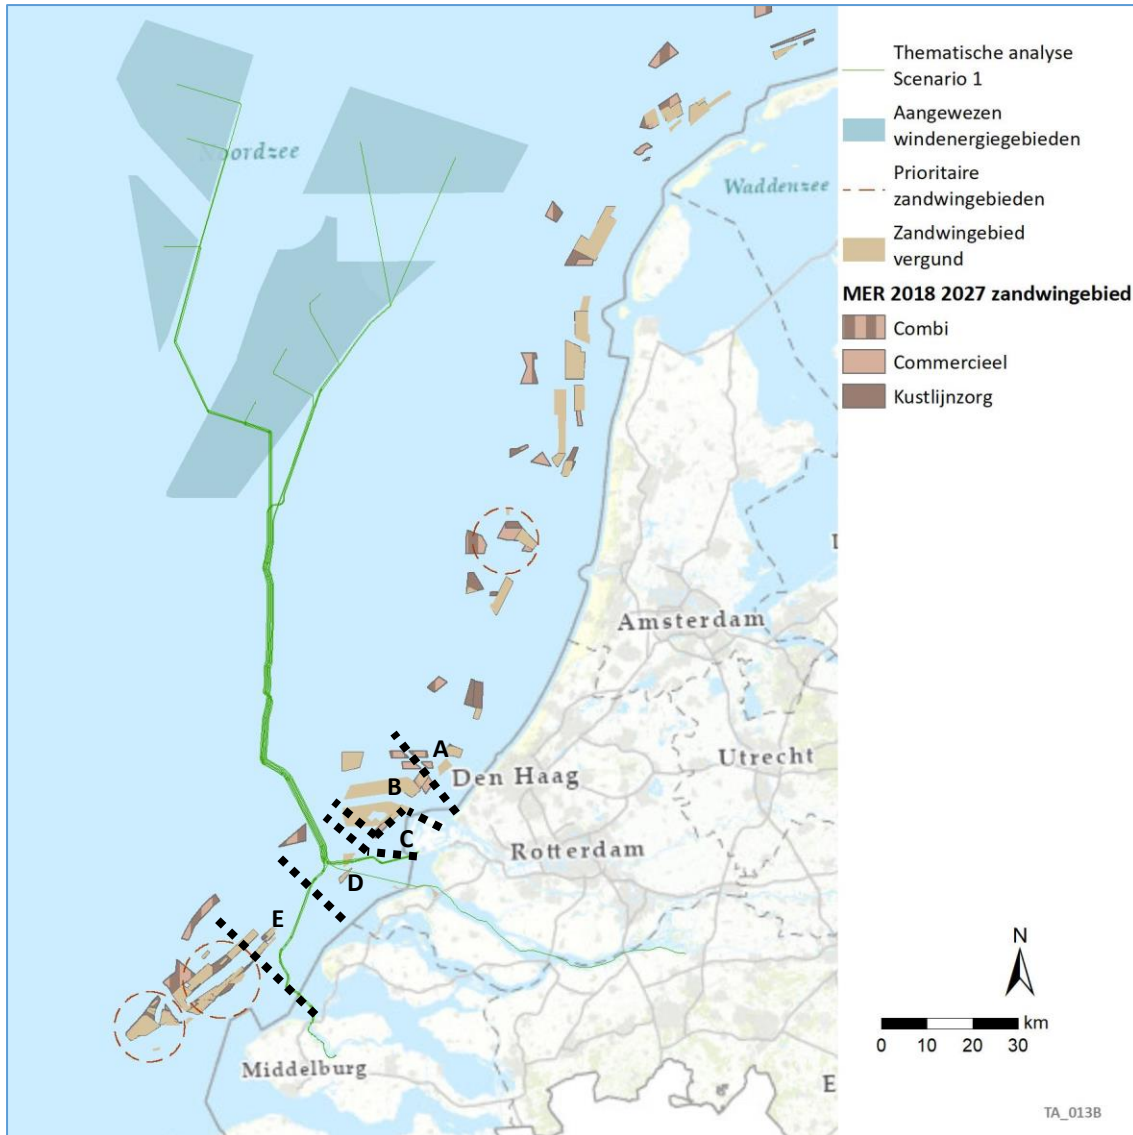 Thematische analyse
Scenario 1
Aangewezen
windenergiegebieden
Prioritaire
zandwingebieden
Zandwingebied
vergund
MER 2018 2027 zandwingebied
Combi
Commercieel
Kustlijnzorg
Noordzee
Waddenzee
Amsterdam
Utrecht
A
Den Haag
B
C
Rotterdam
D
E
Middelburg
E
N
km
0 10 20 30
TA_013B